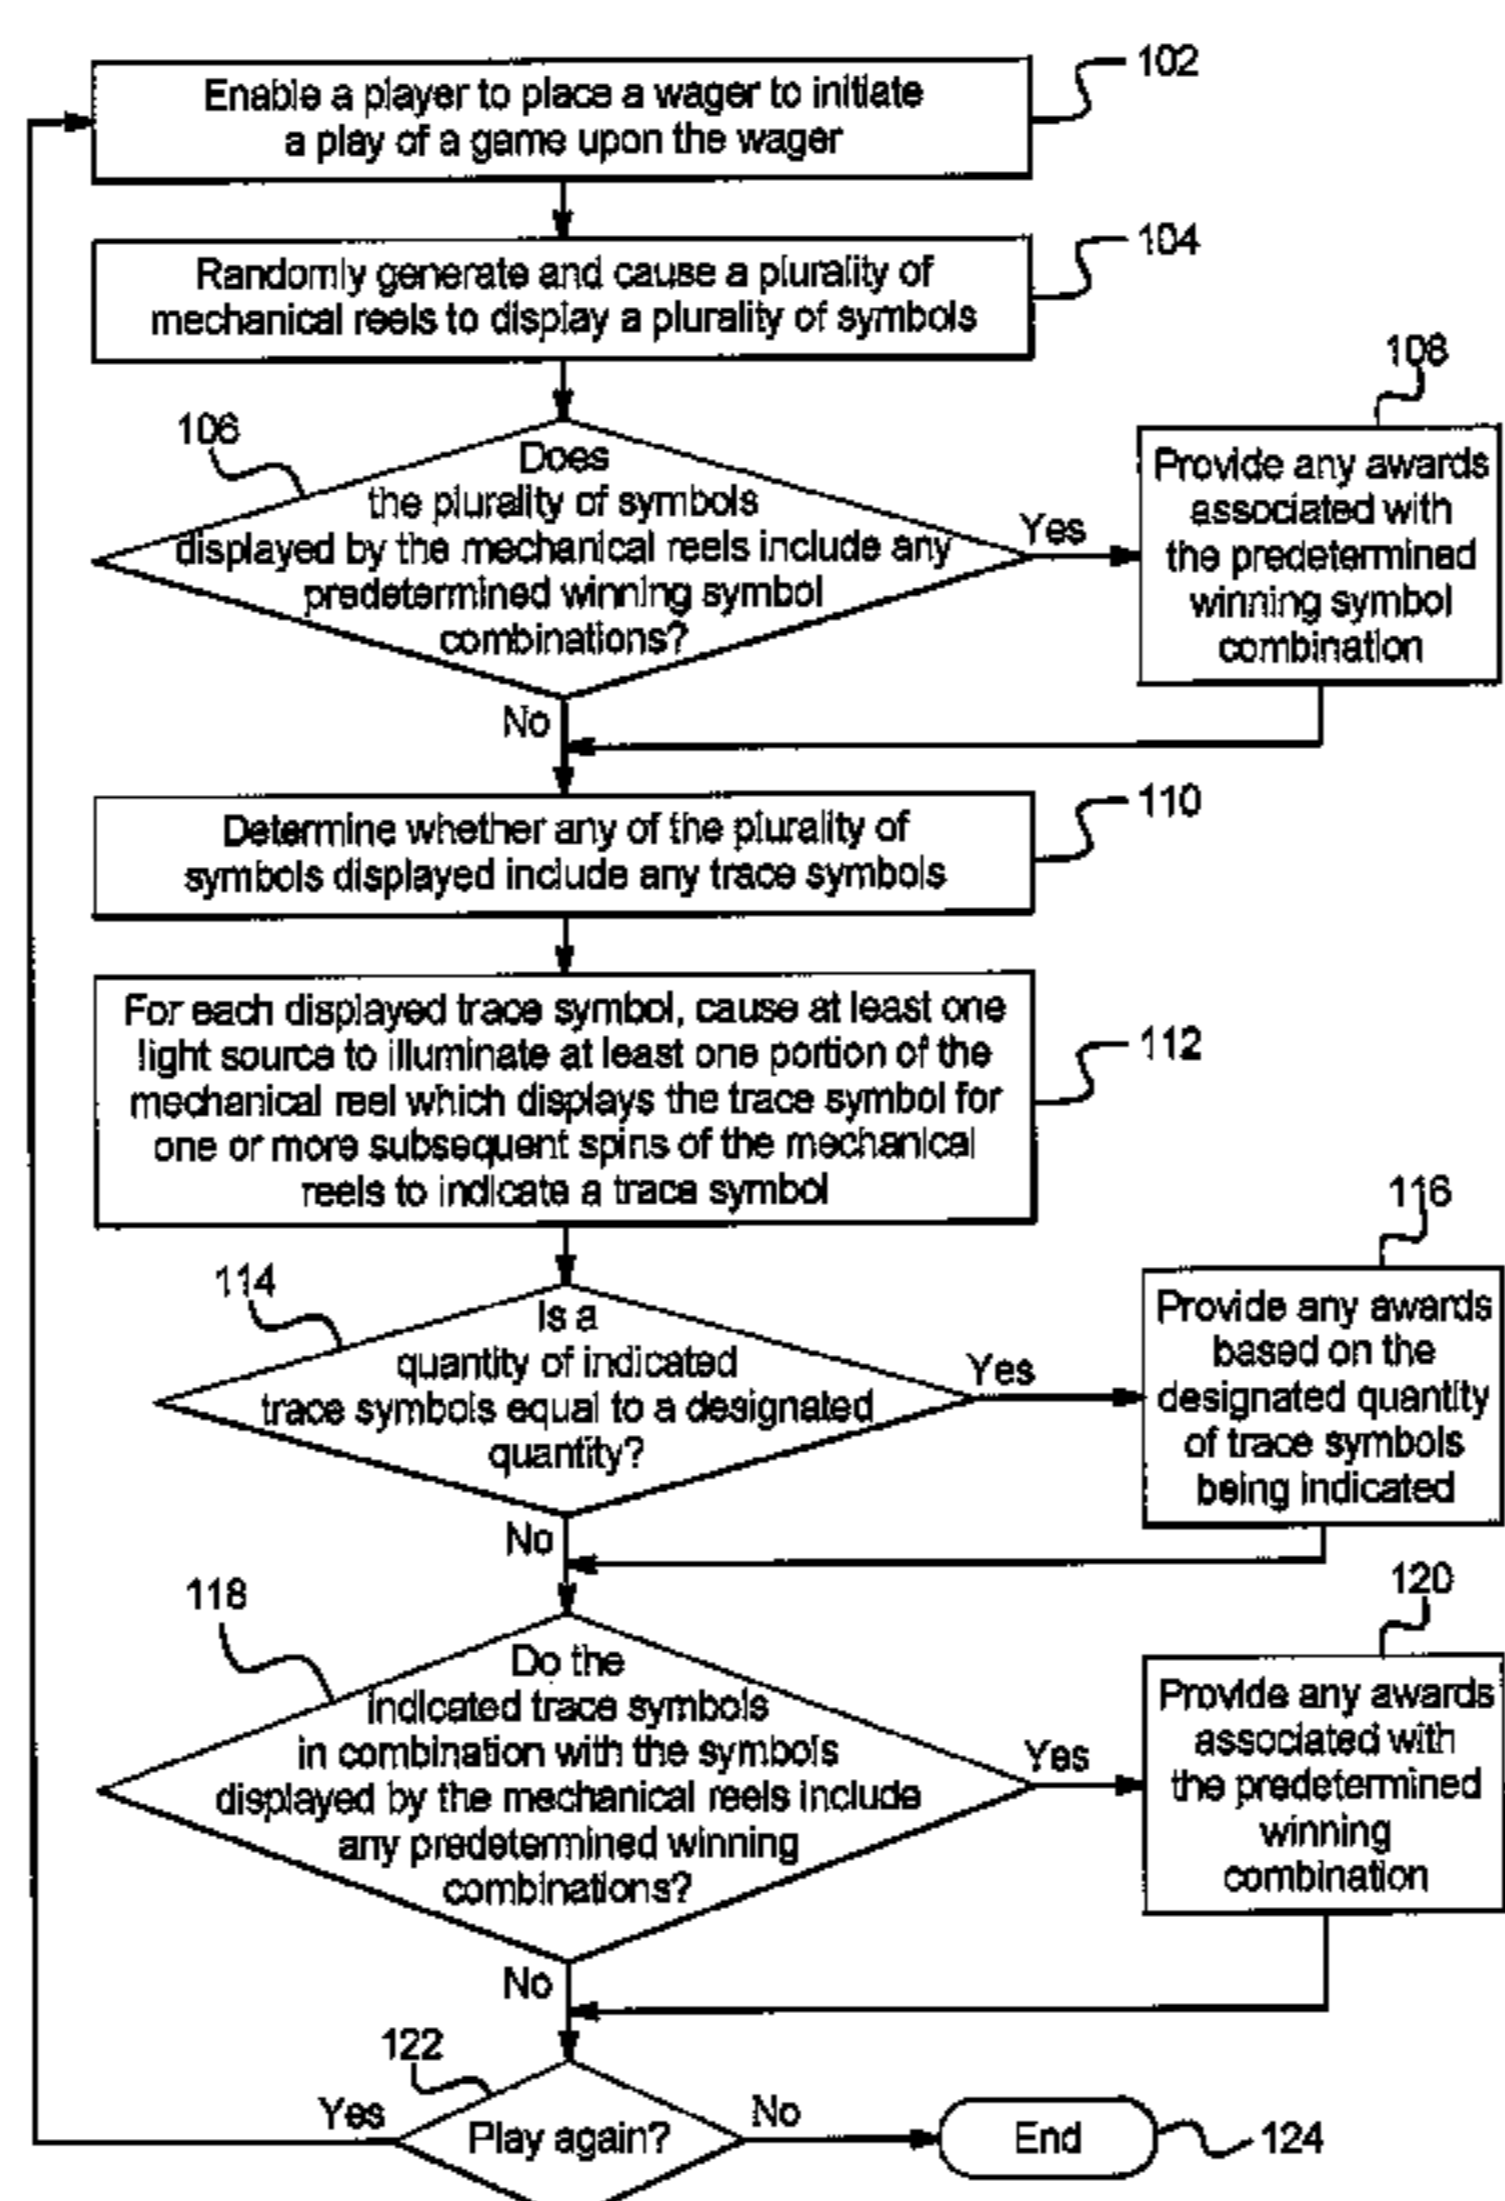 102
Enable a player to place a wager to initiate
a play of a game upon the wager
104
Randomly generate and cause a plurality of
mechanical reels to display a plurality of symbols
106
Does
the plurality of symbols
displayed by the mechanical reels include any
predetermined winning symbol
combinations?
Yes
108
Provide any awards
associated with
the predetermined
winning symbol
combination
No
110
Determine whether any of the plurality of
symbols displayed include any trace symbols
112
For each displayed trace symbol, cause at least one
light source to illuminate at least one portion of the
mechanical reel which displays the trace symbol for
one or more subsequent spins of the mechanical
reels to indicate a trace symbol
114
Is a
quantity of indicated
trace symbols equal to a designated
quantity?
Yes
116
Provide any awards
based on the
designated quantity
of trace symbols
being indicated
No
118
Do the
indicated trace symbols
in combination with the symbols
displayed by the mechanical reels include
any predetermined winning
combinations?
Yes
120
Provide any awards
associated with
the predetermined
winning
combination
No
122
Yes
Play again?
No
End
124